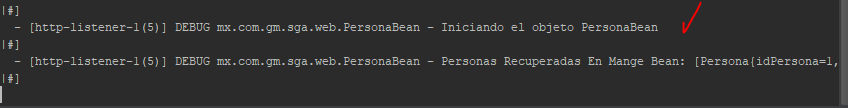 |#]
- [http-listener-1(5)] DEBUG mx.com.gm.sga.web.PersonaBean - Iniciando el objeto PersonaBean
|#]
- [http-listener-1(5)] DEBUG mx.com.gm.sga.web.PersonaBean - Personas Recuperadas En Mange Bean: [Persona{idPersona=1,
|#]